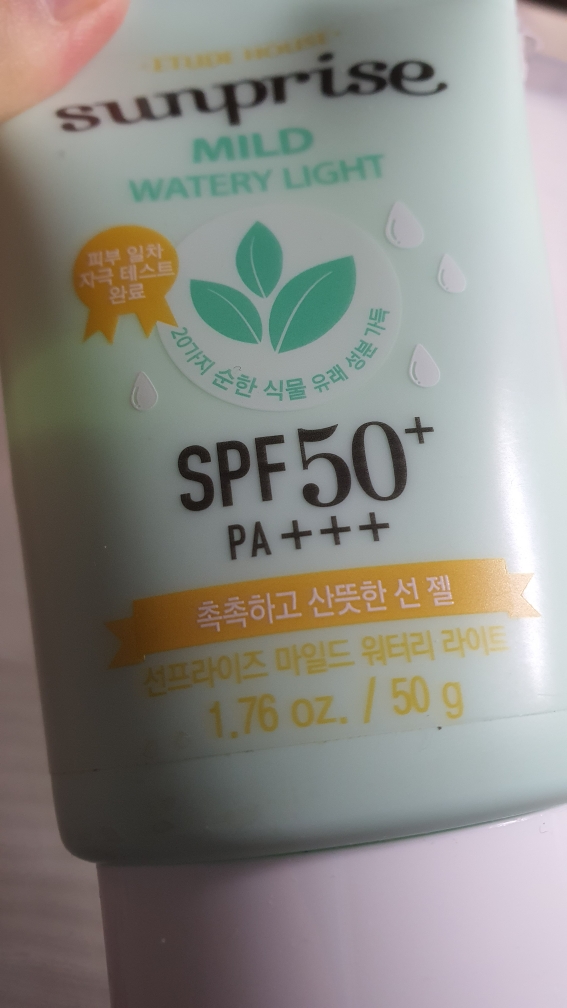 ETUDE HOUSE
sunprise
MILD
WATERY LIGHT
피부 일차
자극 테스트
완료
20가지 순한 식물 유래 성분 가득
SPF50+
PA+++
촉촉하고 산뜻한 선 젤
선프라이즈 마일드 워터리 라이트
1.76 oz. / 50 g